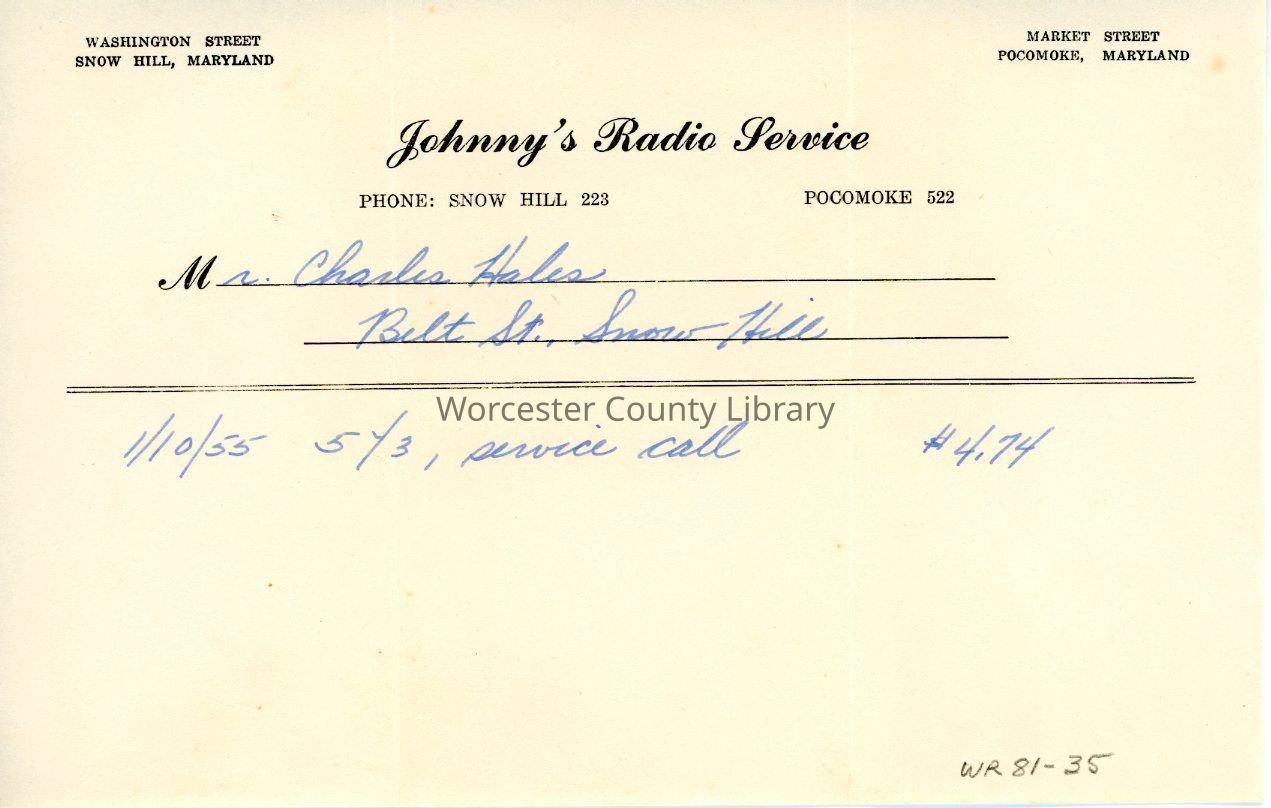 WASHINGTON STREET
SNOW HILL, MARYLAND
MARKET STREET
POCOMOKE, MARYLAND
Johnny's Radio Service
PHONE: SNOW HILL 223 POCOMOKE 522
Mr. Charles Hales
Belt St., Snow Hill
Worcester County Library
1/10/55 5Y3, service call $4.74
WR 81-35